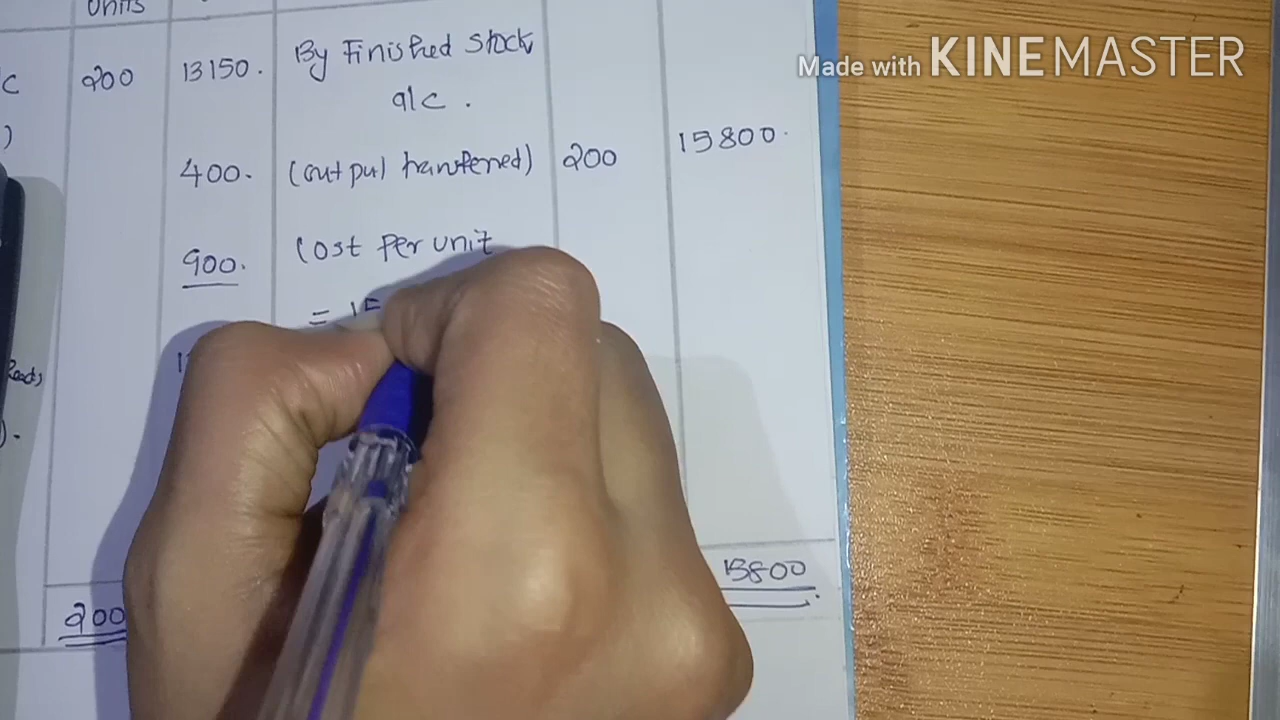 units
C 200 13150. By Finished stock
a/c.
)
400. (output transferred) 200 15800.
900. Cost per unit
= 15
).
200
15800
Made with KINEMASTER